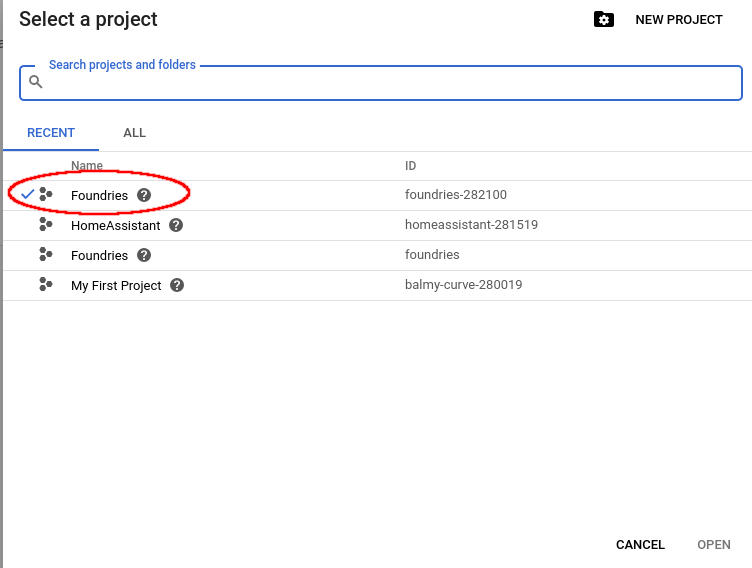 Select a project
NEW PROJECT
Search projects and folders
RECENT ALL
Name ID
Foundries foundries-282100
HomeAssistant homeassistant-281519
Foundries foundries
My First Project balmy-curve-280019
CANCEL OPEN